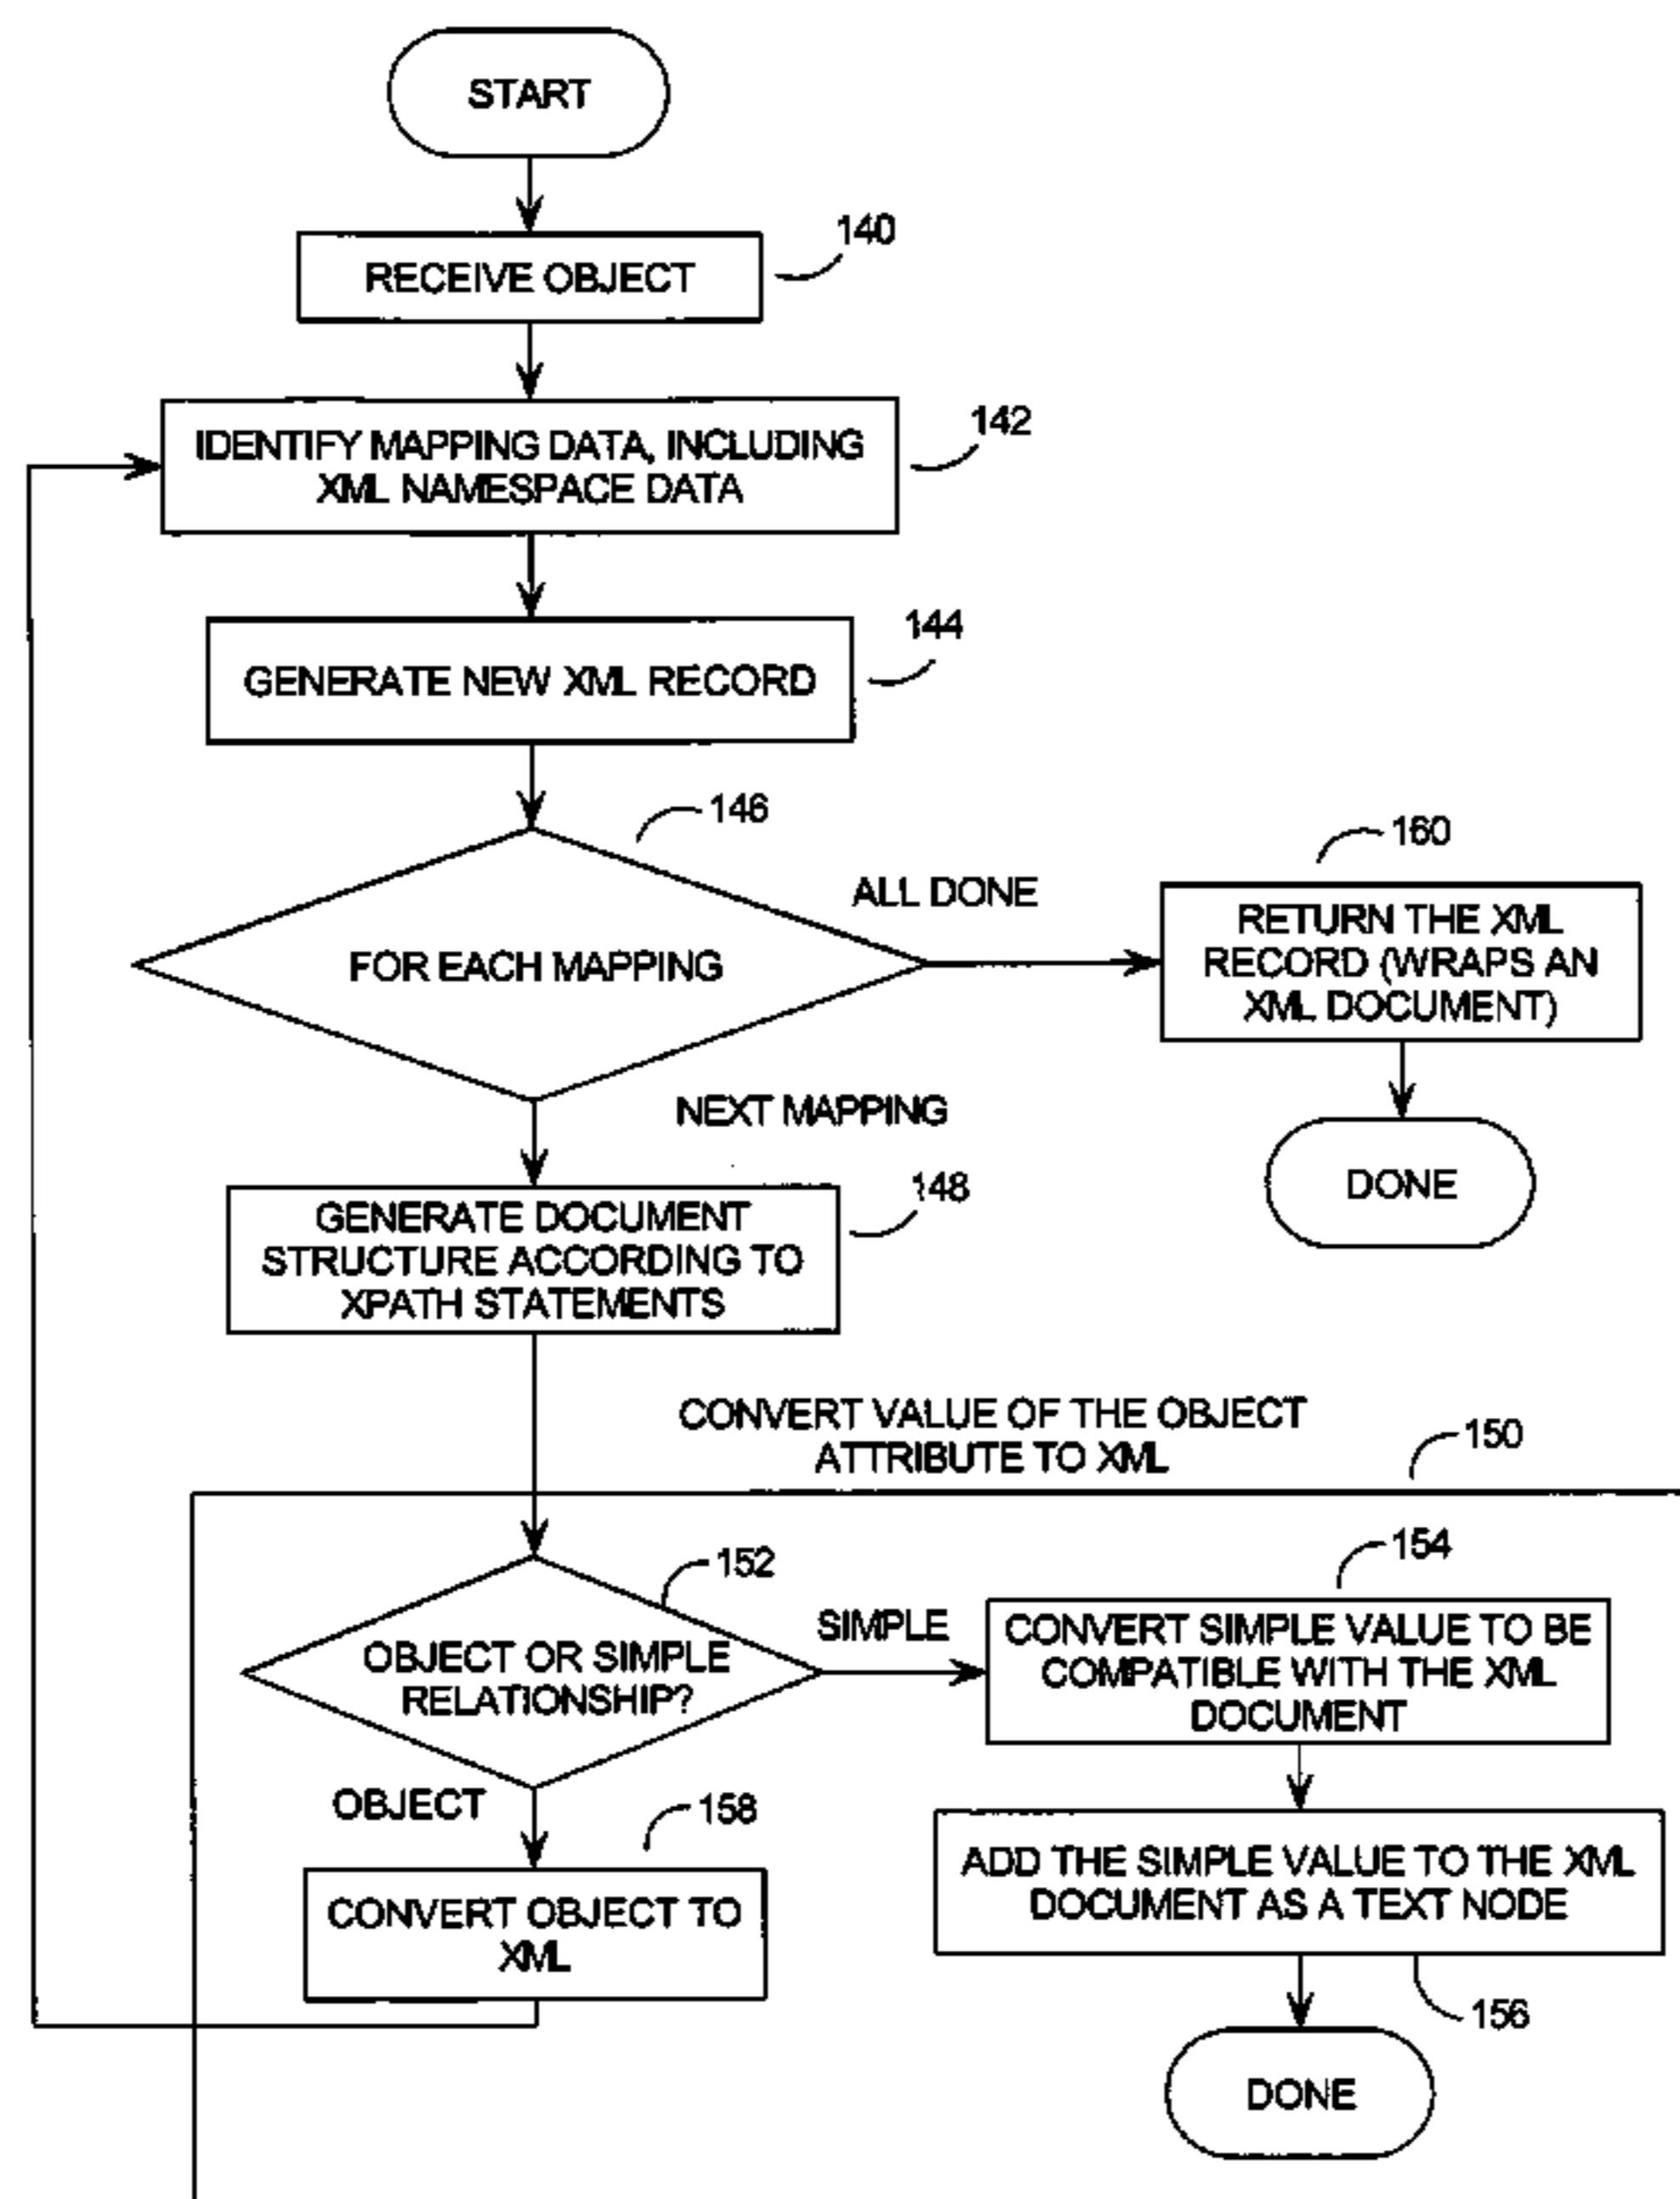 START
140
RECEIVE OBJECT
142
IDENTIFY MAPPING DATA, INCLUDING
XML NAMESPACE DATA
144
GENERATE NEW XML RECORD
146
FOR EACH MAPPING
ALL DONE
160
RETURN THE XML
RECORD (WRAPS AN
XML DOCUMENT)
DONE
NEXT MAPPING
148
GENERATE DOCUMENT
STRUCTURE ACCORDING TO
XPATH STATEMENTS
CONVERT VALUE OF THE OBJECT
ATTRIBUTE TO XML
150
152
OBJECT OR SIMPLE
RELATIONSHIP?
SIMPLE
154
CONVERT SIMPLE VALUE TO BE
COMPATIBLE WITH THE XML
DOCUMENT
OBJECT
158
CONVERT OBJECT TO
XML
ADD THE SIMPLE VALUE TO THE XML
DOCUMENT AS A TEXT NODE
156
DONE